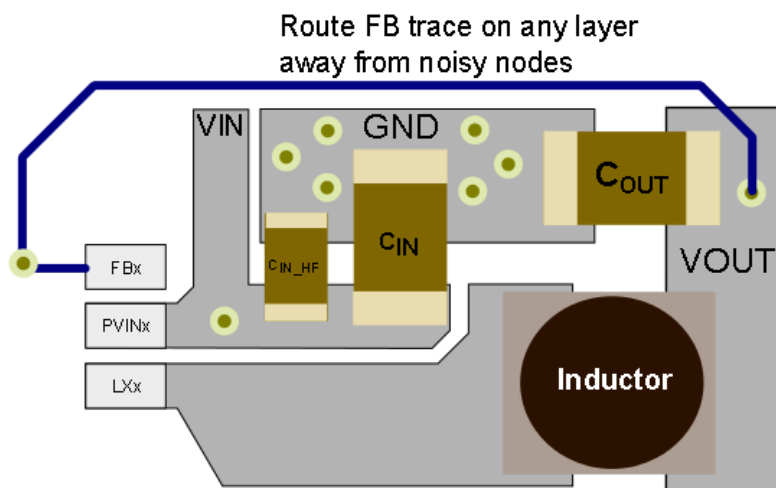 Route FB trace on any layer
away from noisy nodes
VIN
GND
COUT
CIN
CIN_HF
FBx
VOUT
PVINx
LXx
Inductor